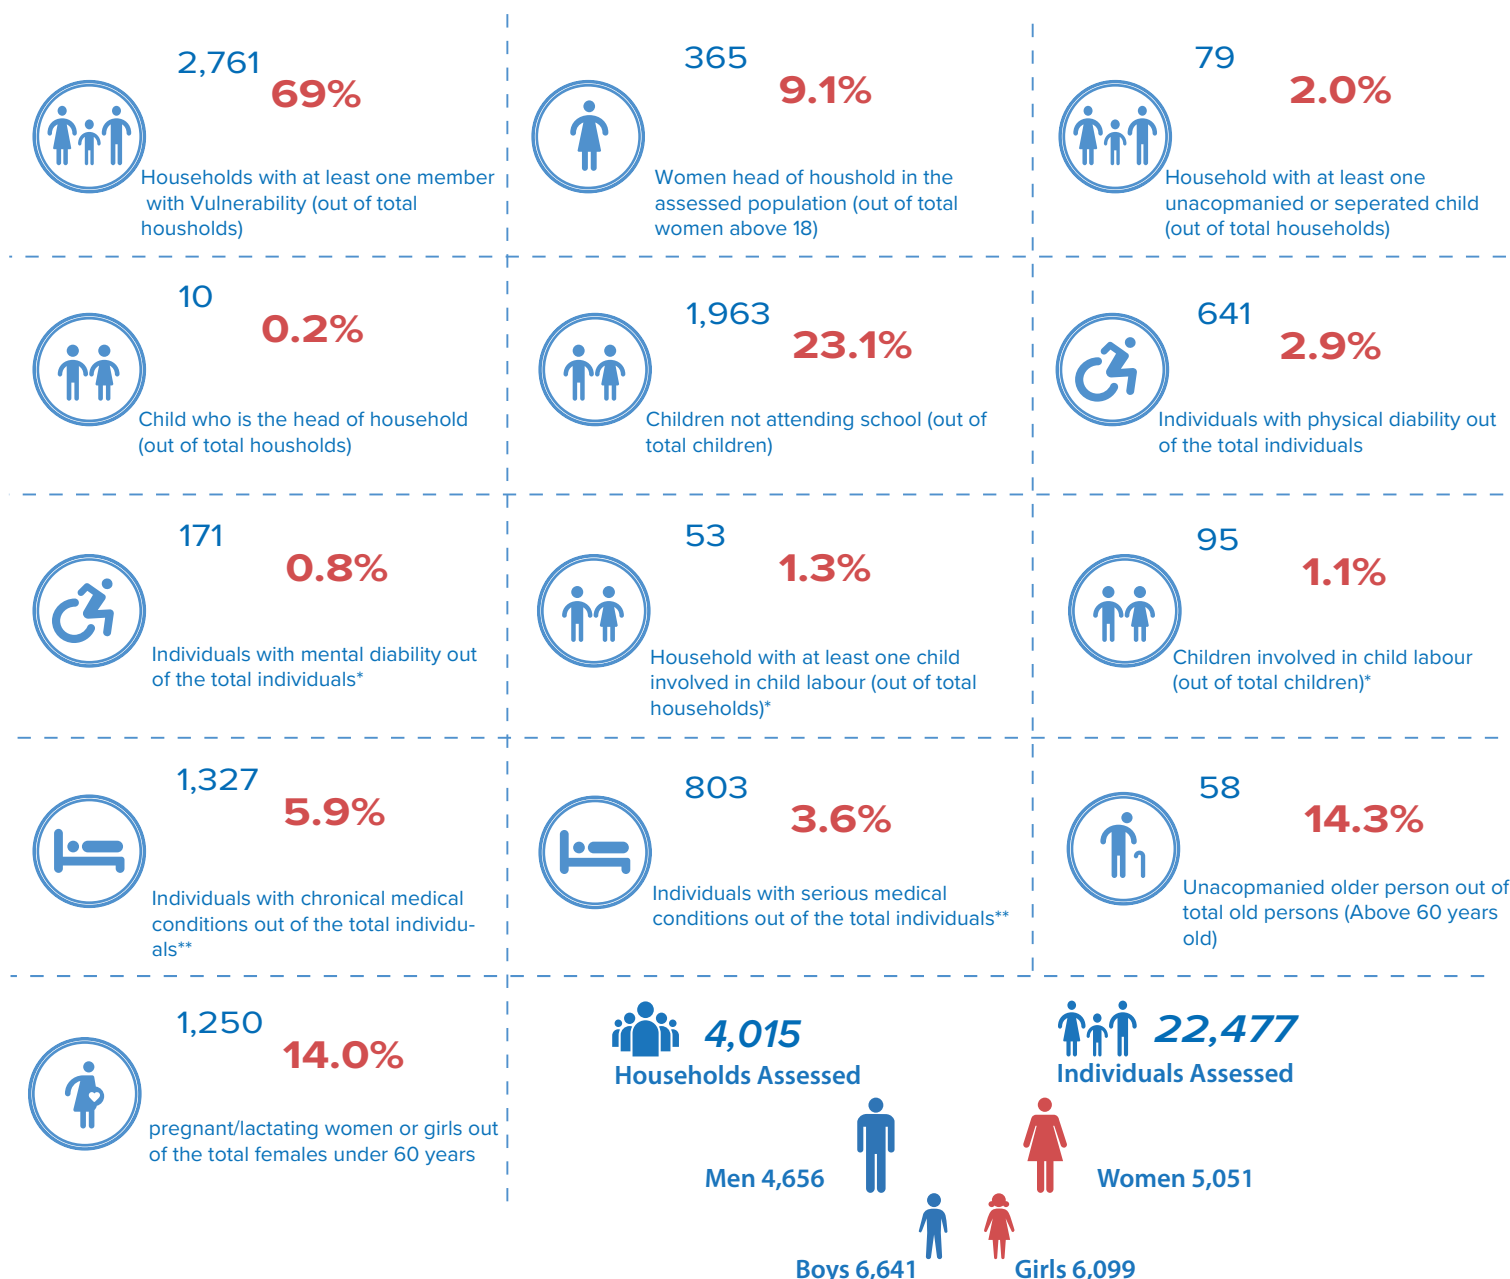 2,761
69%
Households with at least one member
with Vulnerability (out of total
housholds)
365
9.1%
Women head of houshold in the
assessed population (out of total
women above 18)
79
2.0%
Household with at least one
unacopmanied or seperated child
(out of total households)
10
0.2%
Child who is the head of household
(out of total housholds)
1,963
23.1%
Children not attending school (out of
total children)
641
2.9%
Individuals with physical diability out
of the total individuals
171
0.8%
Individuals with mental diability out
of the total individuals*
53
1.3%
Household with at least one child
involved in child labour (out of total
households)*
95
1.1%
Children involved in child labour
(out of total children)*
1,327
5.9%
Individuals with chronical medical
conditions out of the total individu-
als**
803
3.6%
Individuals with serious medical
conditions out of the total individuals**
58
14.3%
Unacopmanied older person out of
total old persons (Above 60 years
old)
1,250
14.0%
pregnant/lactating women or girls out
of the total females under 60 years
4,015
Households Assessed
22,477
Individuals Assessed
Men 4,656
Women 5,051
Boys 6,641
Girls 6,099